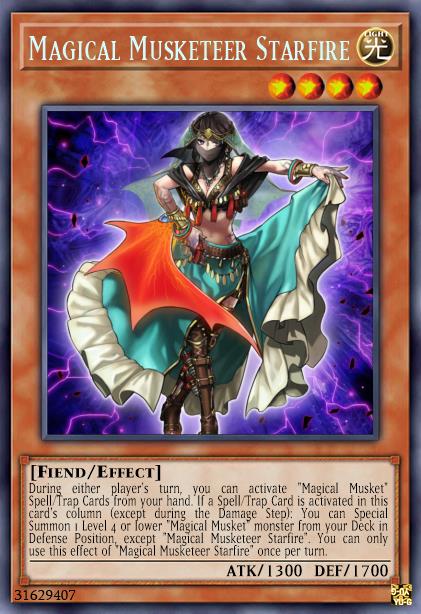 Magical Musketeer Starfire
LIGHT
光
[Fiend/Effect]
During either player's turn, you can activate "Magical Musket"
Spell/Trap Cards from your hand. If a Spell/Trap Card is activated in
this card's column (except during the Damage Step): You can Special
Summon 1 Level 4 or lower "Magical Musket" monster from your Deck in
Defense Position, except "Magical Musketeer Starfire". You can only
use this effect of "Magical Musketeer Starfire" once per turn.
ATK/1300 DEF/1700
31629407